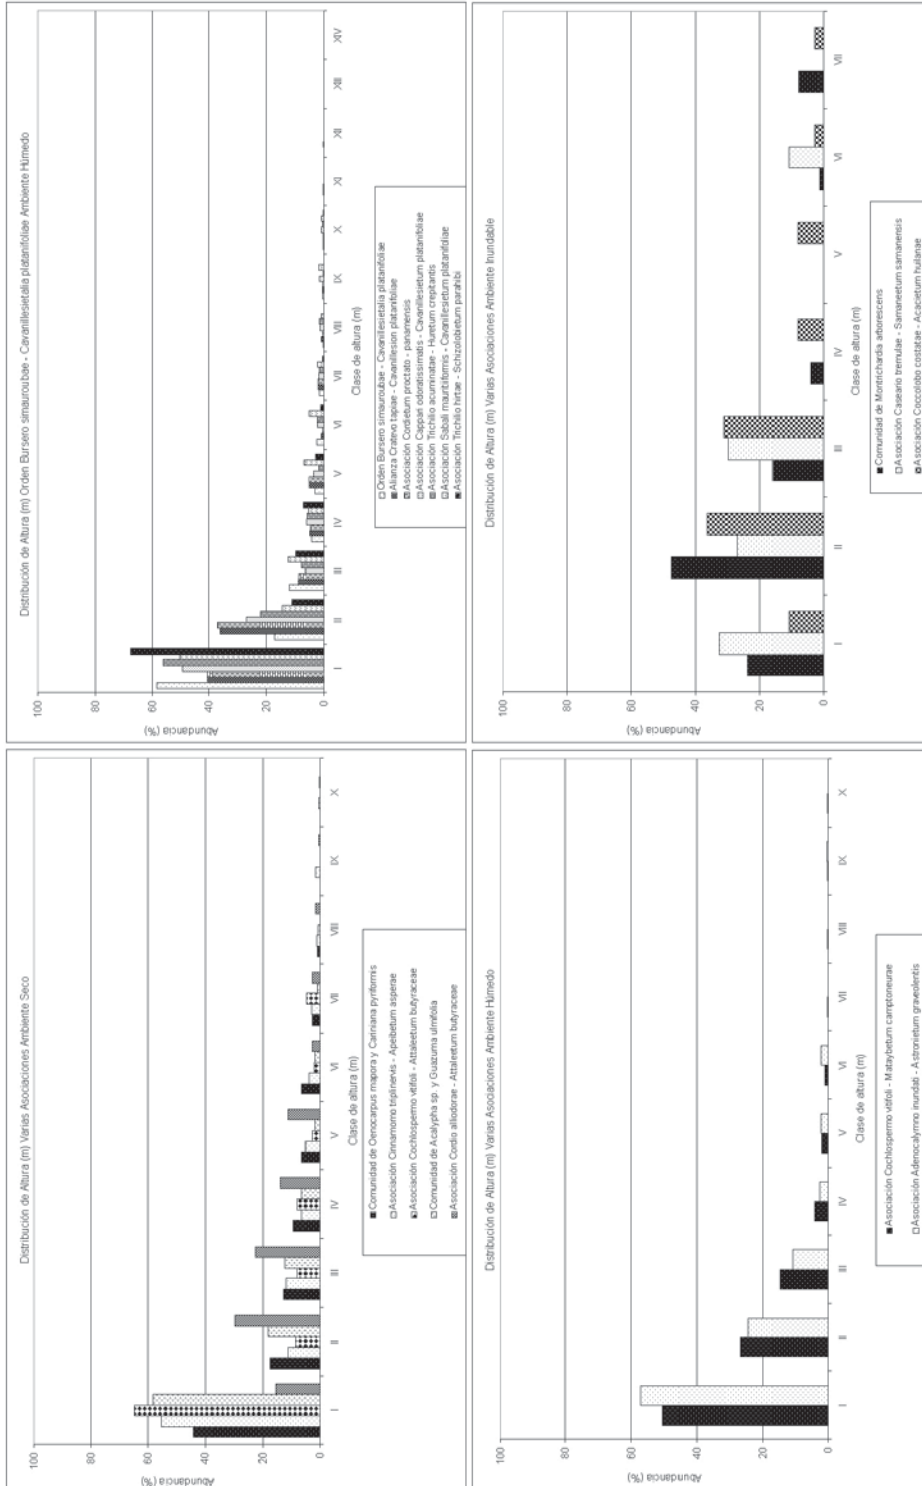 Distribución de Altura (m) Varias Asociaciones Ambiente Seco
100
80
60
40
20
0
Abundancia (%)
I
II
III
IV
V
VI
VII
VIII
IX
X
Clase de altura (m)
Comunidad de Oenocarpus mapora y Cariniana pyriformis
Asociación Cinnamomo triplinervis - Apeibetum asperae
Asociación Cochlospermo vitifoli - Attaleetum butyraceae
Comunidad de Acalypha sp. y Guazuma ulmifolia
Asociación Cordio alliodorae - Attaleetum butyraceae
Distribución de Altura (m) Orden Bursero simauroubae - Cavanillesietalia platanifoliae Ambiente Húmedo
100
80
60
40
20
0
Abundancia (%)
I
II
III
IV
V
VI
VII
VIII
IX
X
XI
XII
XIII
XIV
Clase de altura (m)
Orden Bursero simauroubae - Cavanillesietalia platanifoliae
Alianza Cratevo tapiae - Cavanillesion platanifoliae
Asociación Cordietum proctato - panamensis
Asociación Cappari odoratissimatis - Cavanillesietum platanifoliae
Asociación Trichilio acuminatae - Huretum crepitantis
Asociación Sabali mauritiiformis - Cavanillesietum platanifoliae
Asociación Trichilio hirtae - Schizolobietum parahibi
Distribución de Altura (m) Varias Asociaciones Ambiente Húmedo
100
80
60
40
20
0
Abundancia (%)
I
II
III
IV
V
VI
VII
VIII
IX
X
Clase de altura (m)
Asociación Cochlospermo vitifoli - Mataybetum camptoneurae
Asociación Adenocalymno inundati - Astronietum graveolentis
Distribución de Altura (m) Varias Asociaciones Ambiente Inundable
100
80
60
40
20
0
Abundancia (%)
I
II
III
IV
V
VI
VII
Clase de altura (m)
Comunidad de Montrichardia arborescens
Asociación Caseario tremulae - Samaneetum samanensis
Asociación Coccolobo costatae - Acacietum huilanae